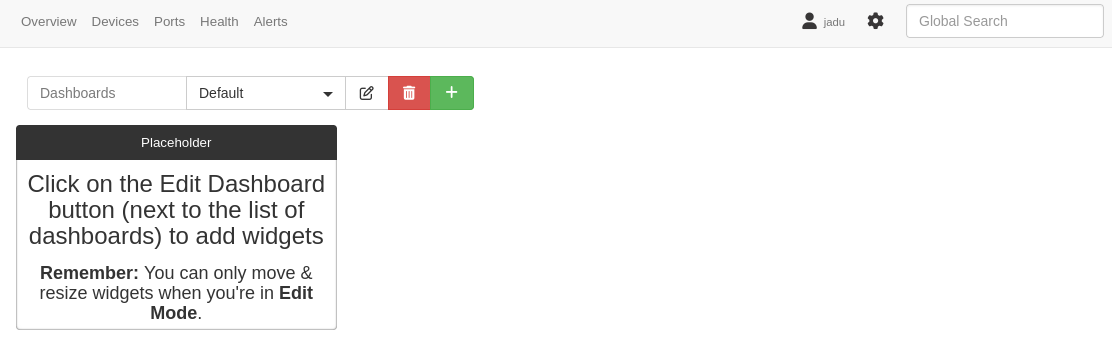 Overview Devices Ports Health Alerts jadu Global Search
Dashboards Default
Placeholder
Click on the Edit Dashboard
button (next to the list of
dashboards) to add widgets
Remember: You can only move &
resize widgets when you're in Edit
Mode.